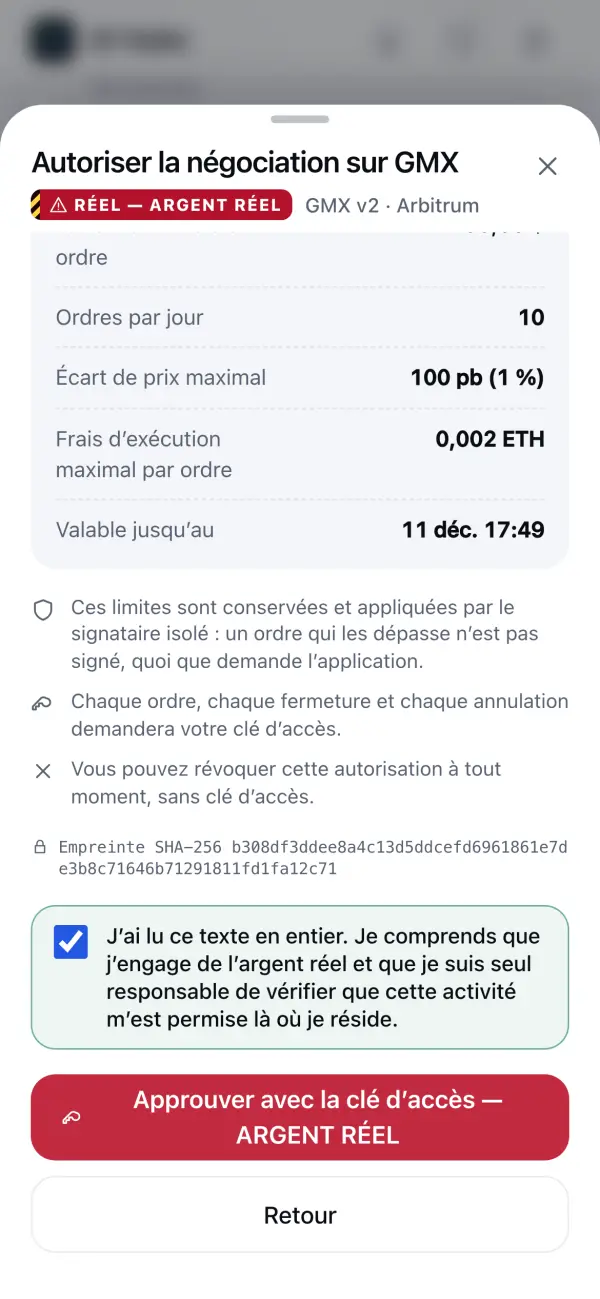 Autoriser la négociation sur GMX
RÉEL — ARGENT RÉEL GMX v2 · Arbitrum
ordre
Ordres par jour 10
Écart de prix maximal 100 pb (1 %)
Frais d’exécution 0,002 ETH
maximal par ordre
Valable jusqu’au 11 déc. 17:49
Ces limites sont conservées et appliquées par le
signataire isolé : un ordre qui les dépasse n’est pas
signé, quoi que demande l’application.
Chaque ordre, chaque fermeture et chaque annulation
demandera votre clé d’accès.
Vous pouvez révoquer cette autorisation à tout
moment, sans clé d’accès.
Empreinte SHA-256 b308df3ddee8a4c13d5ddcefd6961861e7d
e3b8c71646b71291811fd1fa12c71
J’ai lu ce texte en entier. Je comprends que
j’engage de l’argent réel et que je suis seul
responsable de vérifier que cette activité
m’est permise là où je réside.
Approuver avec la clé d’accès —
ARGENT RÉEL
Retour